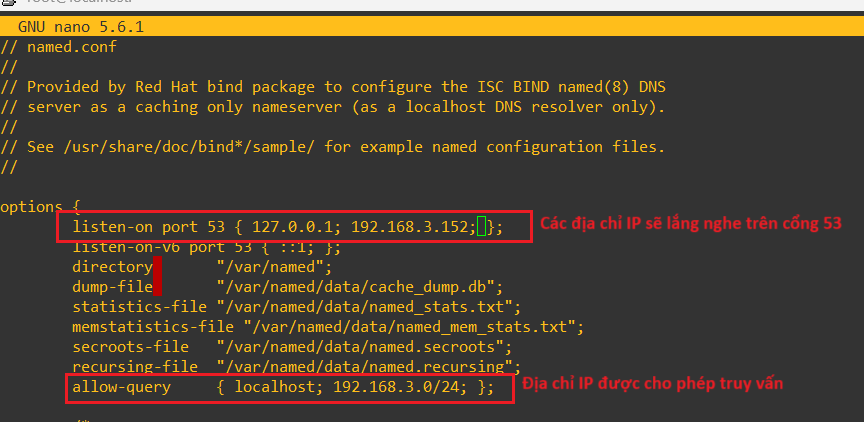 root@localhost:
GNU nano 5.6.1
// named.conf
//
// Provided by Red Hat bind package to configure the ISC BIND named(8) DNS
// server as a caching only nameserver (as a localhost DNS resolver only).
//
// See /usr/share/doc/bind*/sample/ for example named configuration files.
//
options {
listen-on port 53 { 127.0.0.1; 192.168.3.152; }; Các địa chỉ IP sẽ lắng nghe trên cổng 53
listen-on-v6 port 53 { ::1; };
directory "/var/named";
dump-file "/var/named/data/cache_dump.db";
statistics-file "/var/named/data/named_stats.txt";
memstatistics-file "/var/named/data/named_mem_stats.txt";
secroots-file "/var/named/data/named.secroots";
recursing-file "/var/named/data/named.recursing";
allow-query { localhost; 192.168.3.0/24; }; Địa chỉ IP được cho phép truy vấn